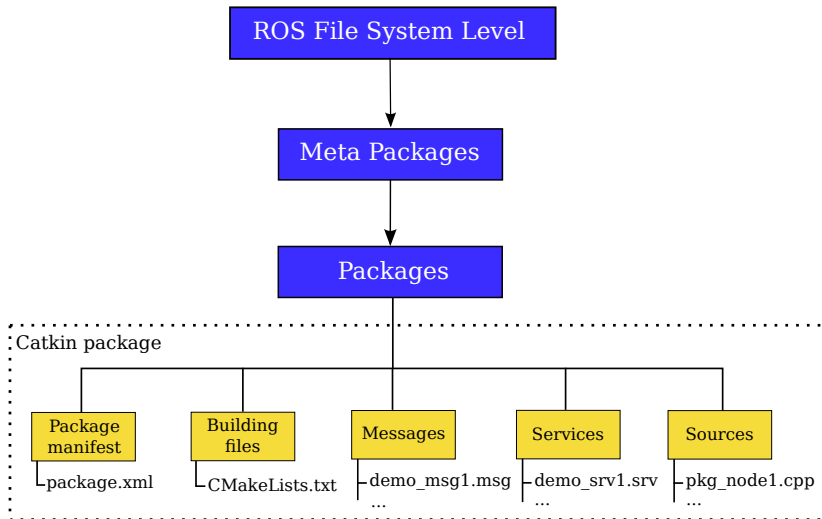 ROS File System Level
Meta Packages
Packages
Catkin package
Package
manifest
Building
files
Messages
Services
Sources
package.xml
CMakeLists.txt
demo_msg1.msg
...
demo_srv1.srv
...
pkg_node1.cpp
...